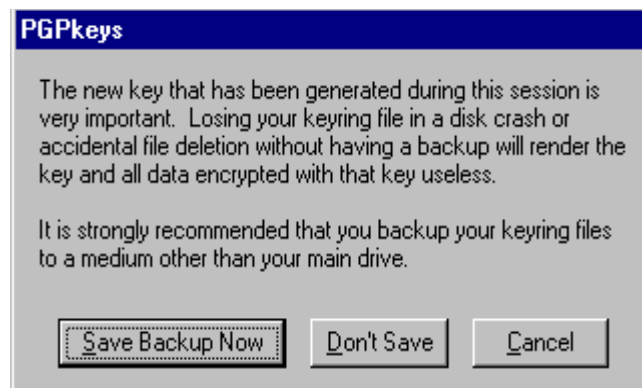 PGPkeys
The new key that has been generated during this session is
very important. Losing your keyring file in a disk crash or
accidental file deletion without having a backup will render the
key and all data encrypted with that key useless.
It is strongly recommended that you backup your keyring files
to a medium other than your main drive.
Save Backup Now Don't Save Cancel